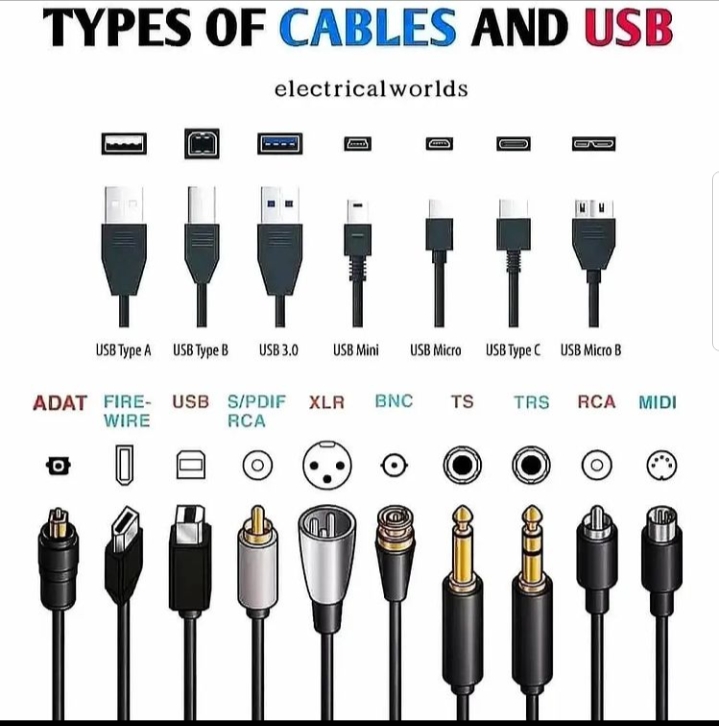 TYPES OF CABLES AND USB
electricalworlds
USB Type A USB Type B USB 3.0 USB Mini USB Micro USB Type C USB Micro B
ADAT FIRE- USB S/PDIF XLR BNC TS TRS RCA MIDI
WIRE RCA